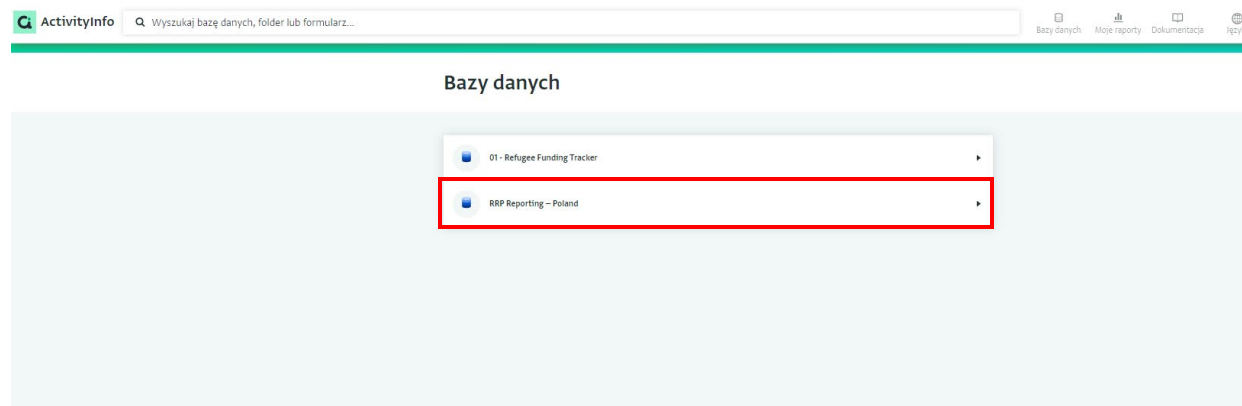 ActivityInfo
Wyszukaj bazę danych, folder lub formularz...
Bazy danych
Moje raporty
Dokumentacja
Bazy danych
01 - Refugee Funding Tracker
RRP Reporting – Poland